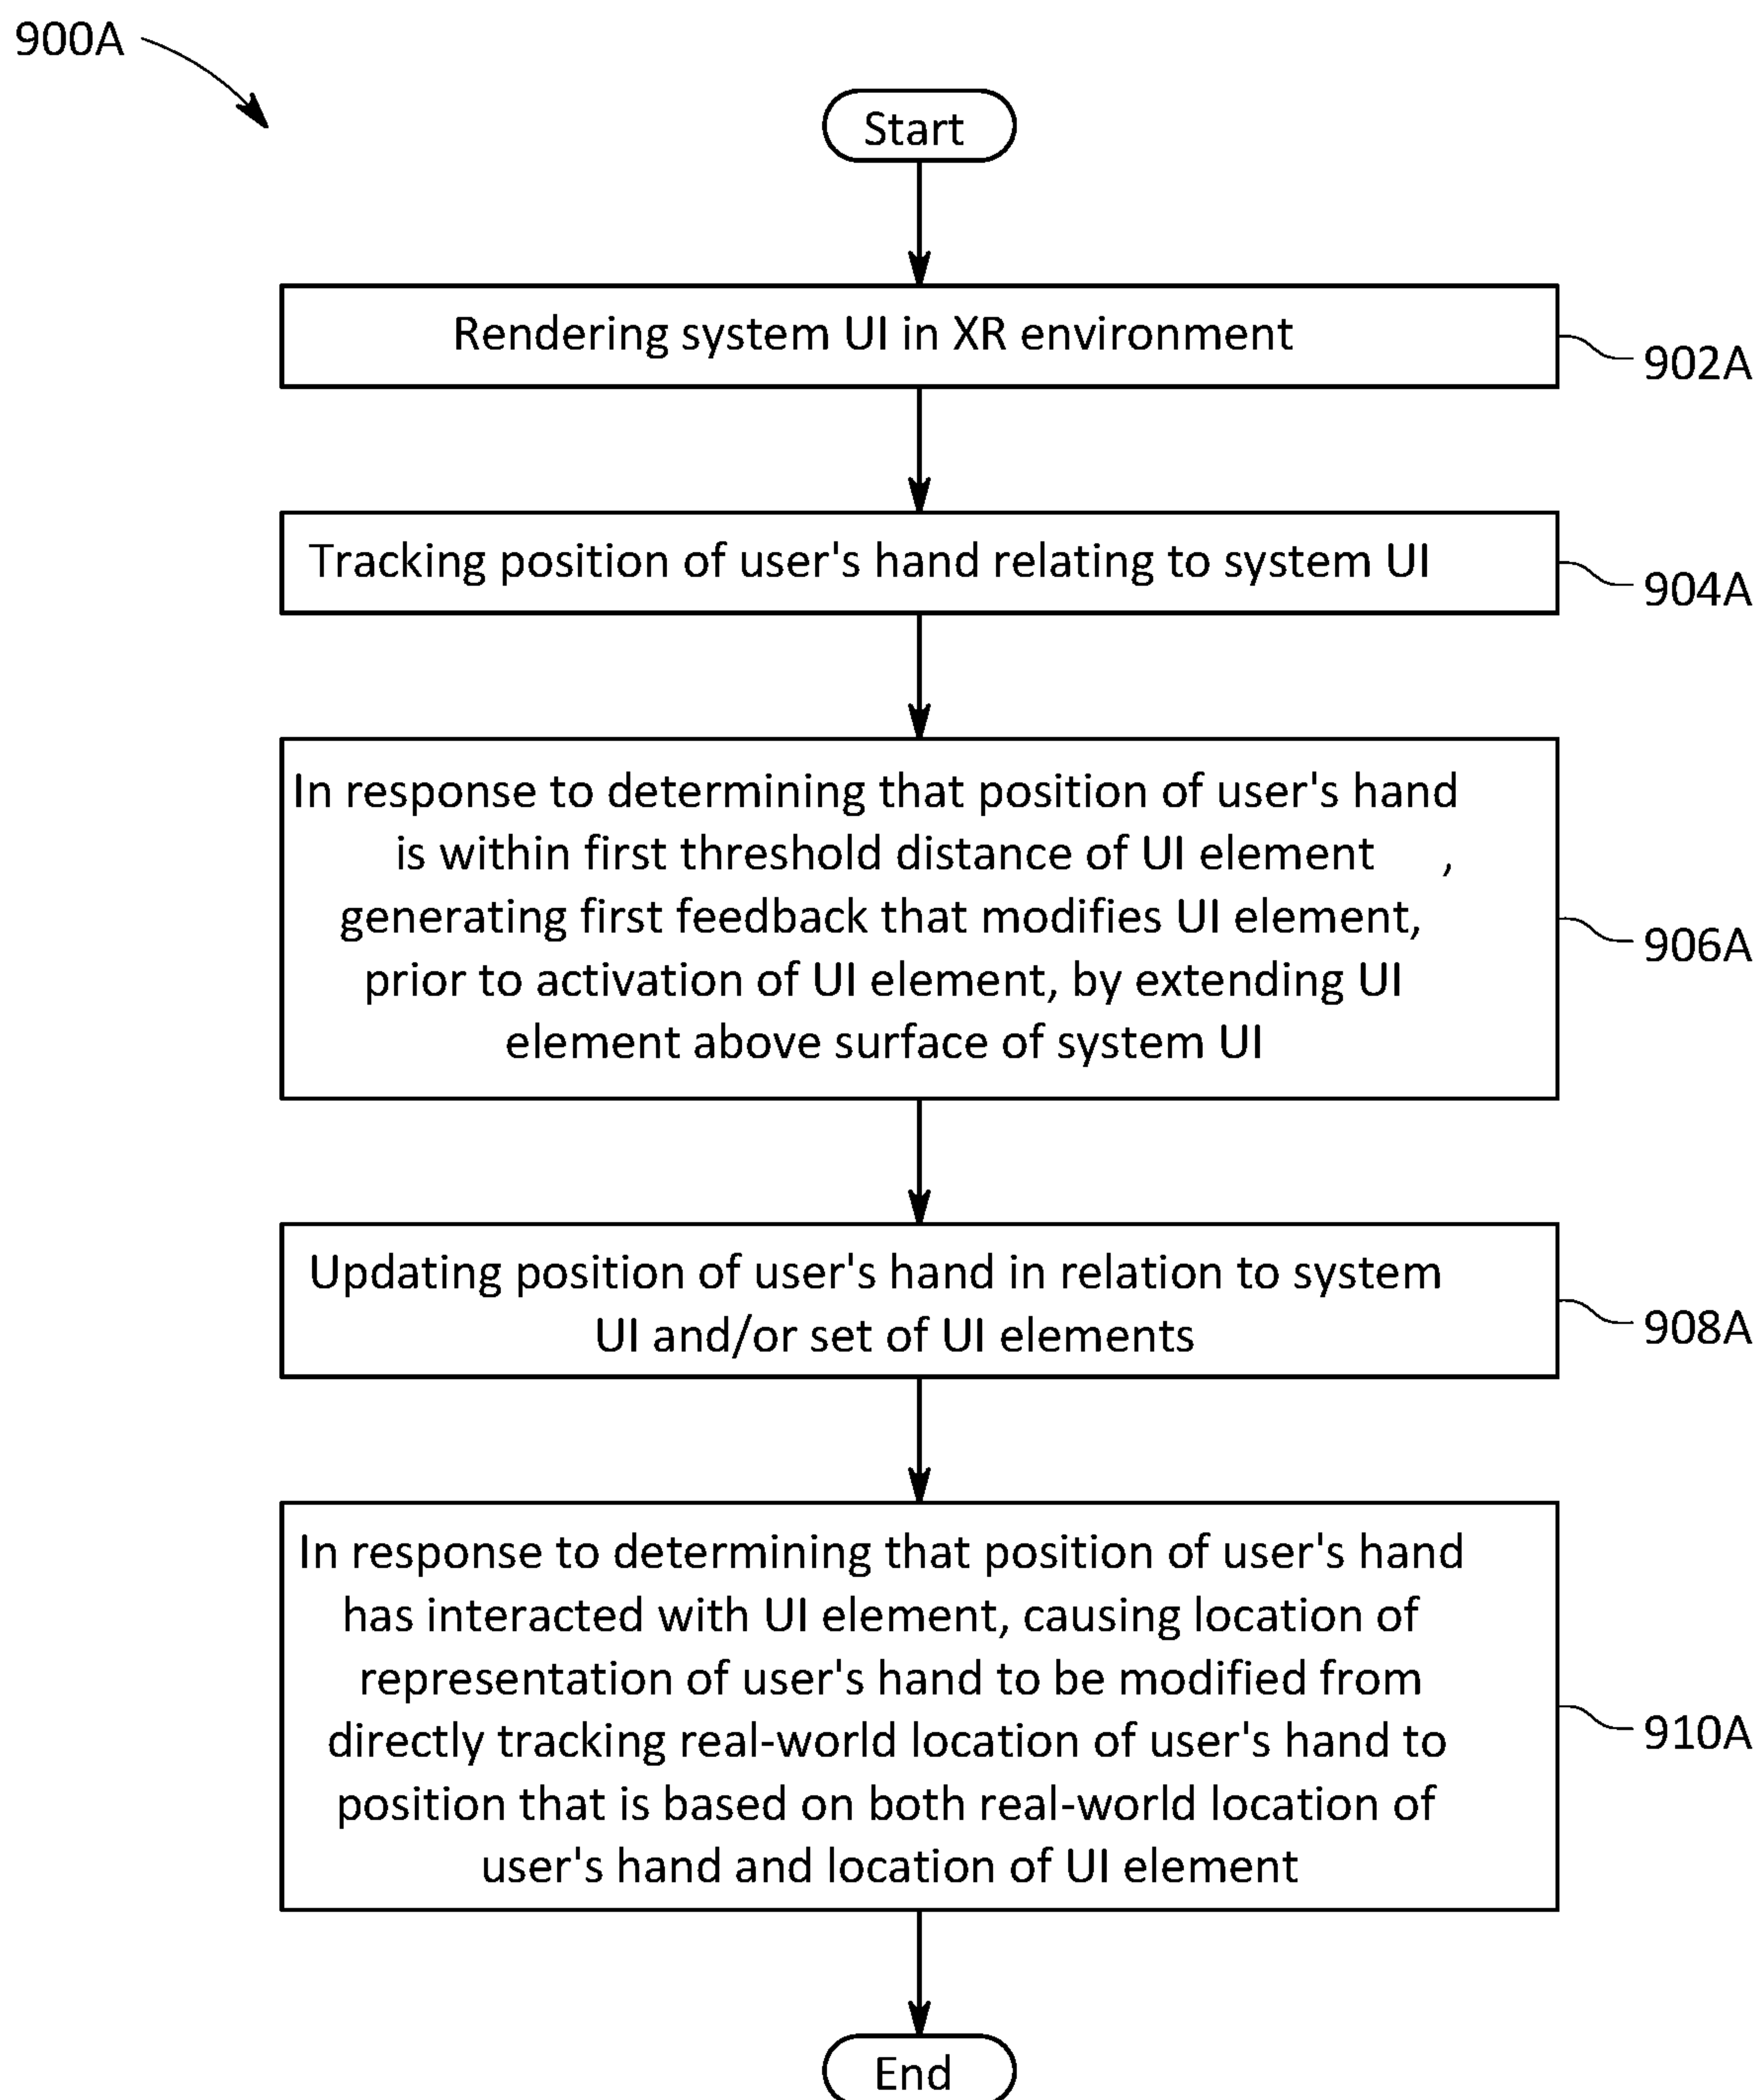 900A
Start
Rendering system UI in XR environment
902A
Tracking position of user's hand relating to system UI
904A
In response to determining that position of user's hand
is within first threshold distance of UI element ,
generating first feedback that modifies UI element,
prior to activation of UI element, by extending UI
element above surface of system UI
906A
Updating position of user's hand in relation to system
UI and/or set of UI elements
908A
In response to determining that position of user's hand
has interacted with UI element, causing location of
representation of user's hand to be modified from
directly tracking real-world location of user's hand to
position that is based on both real-world location of
user's hand and location of UI element
910A
End